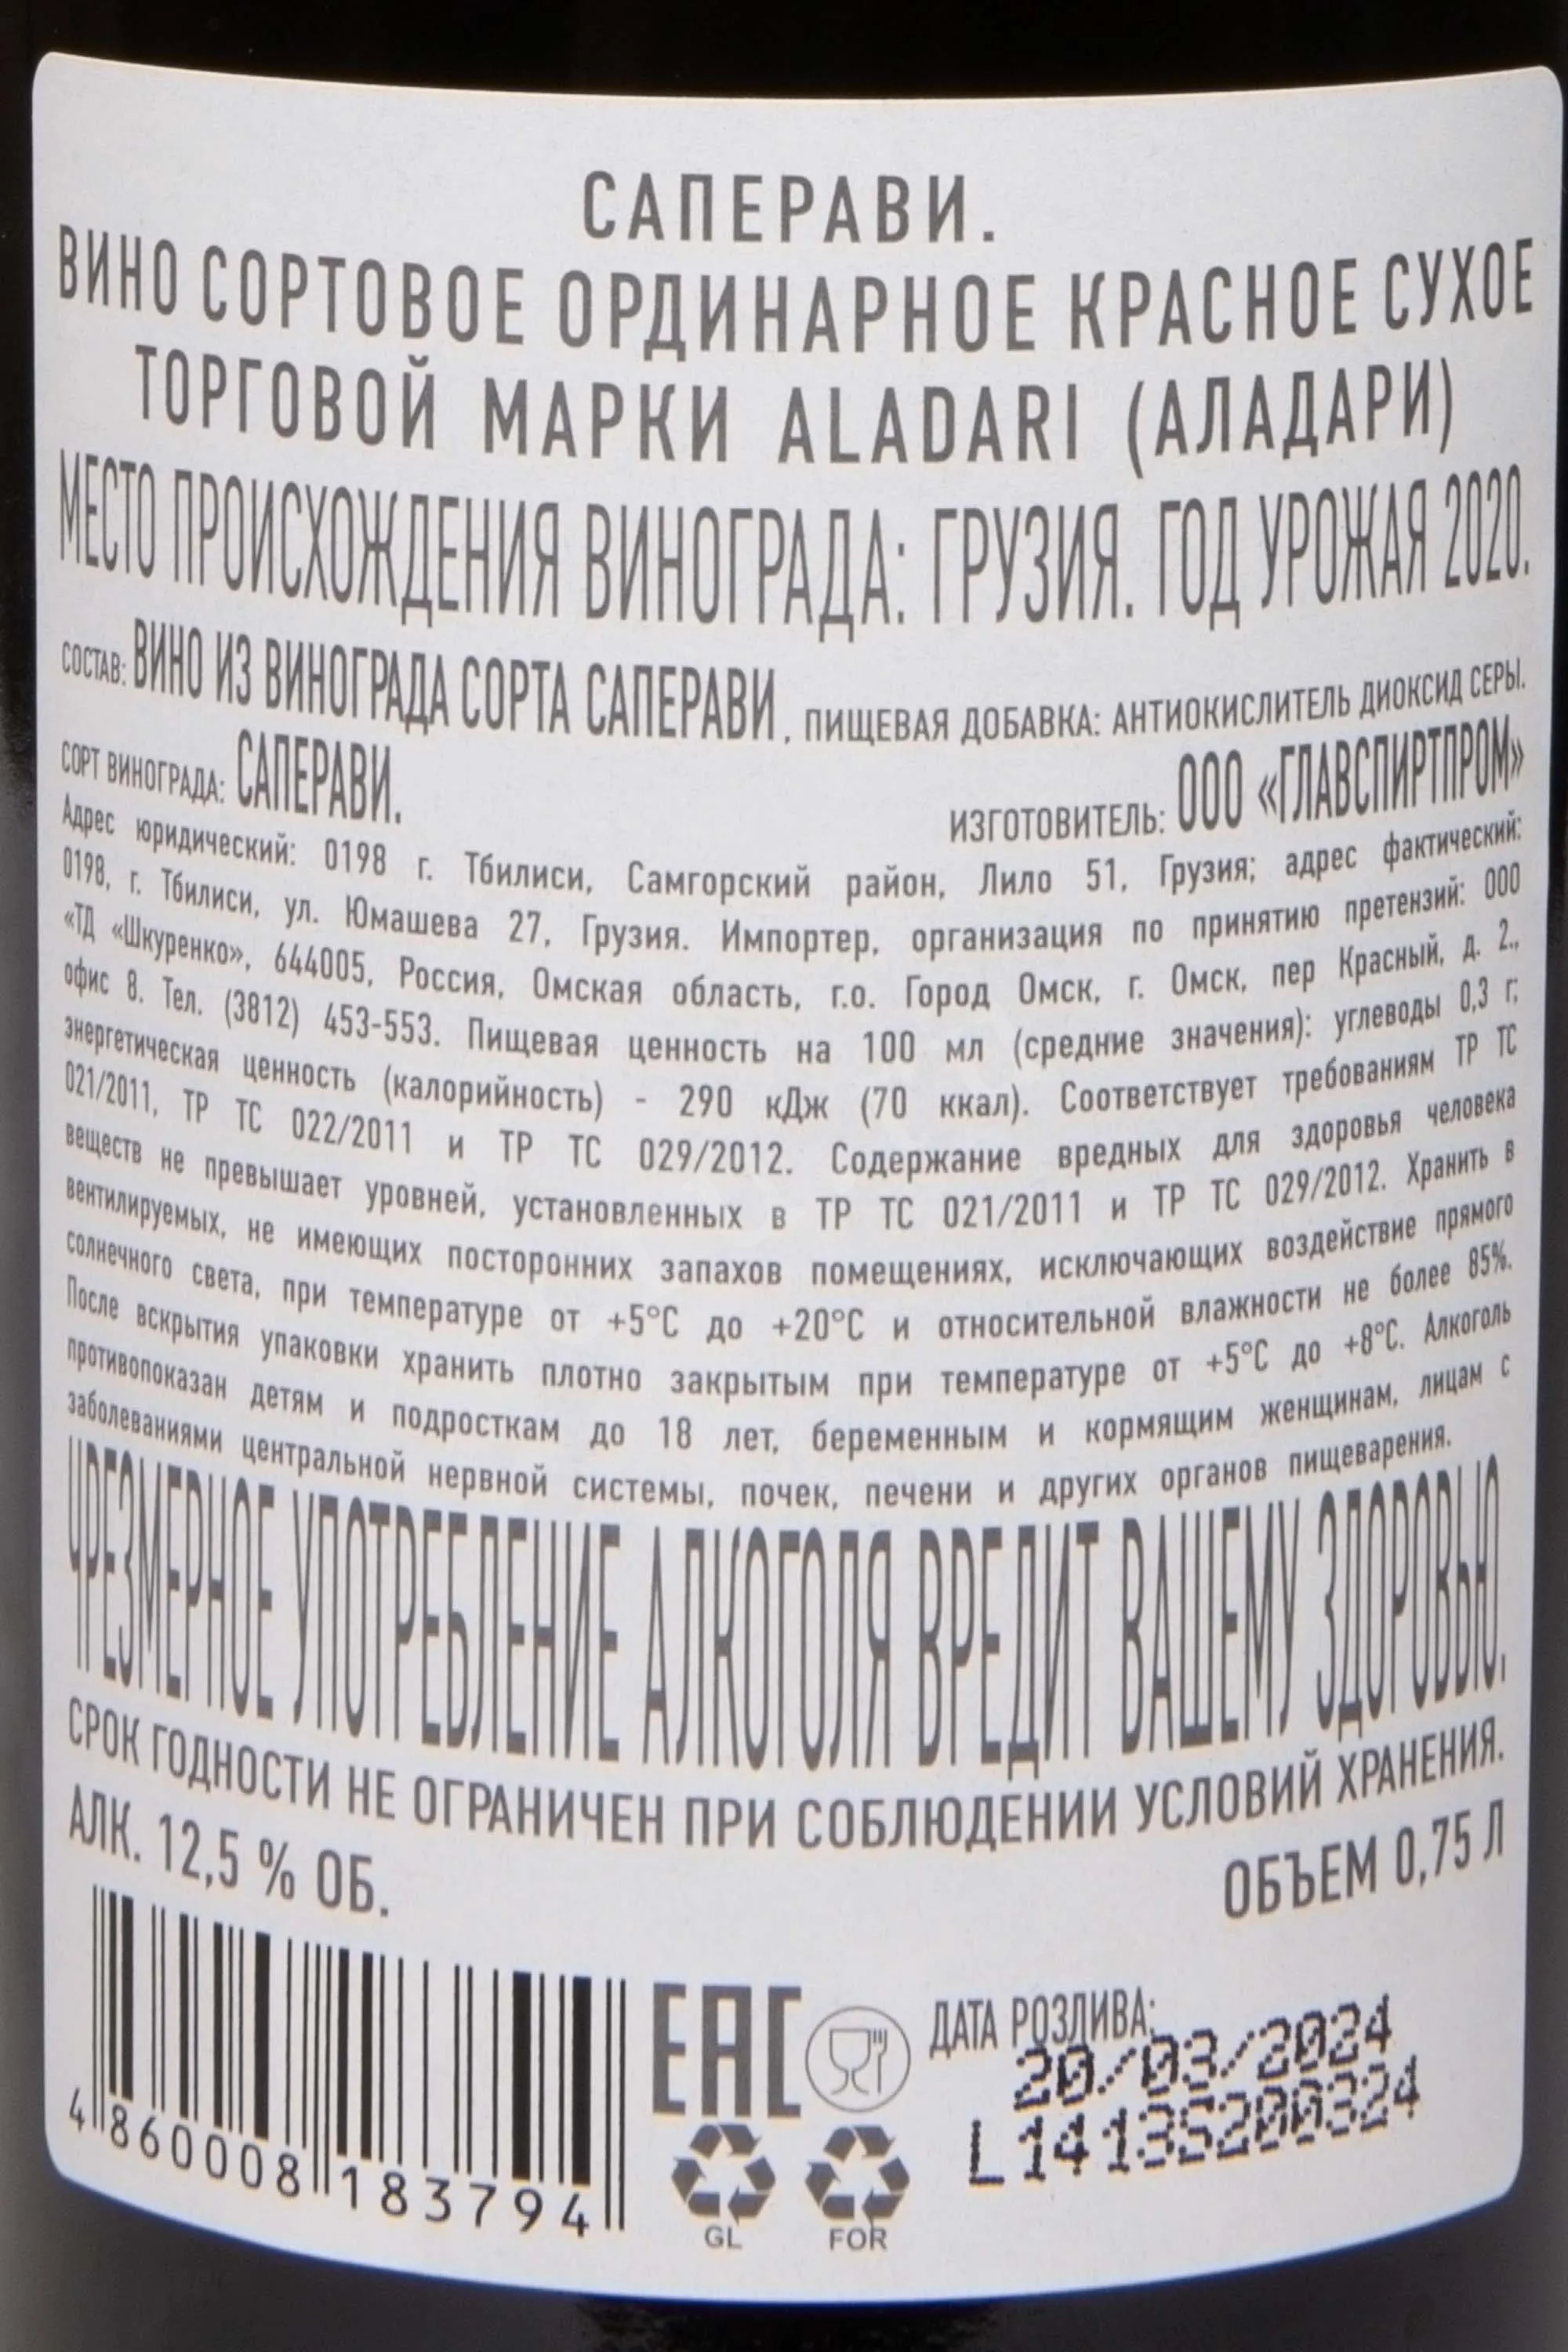 САПЕРАВИ.
ВИНО СОРТОВОЕ ОРДИНАРНОЕ КРАСНОЕ СУХОЕ
ТОРГОВОЙ МАРКИ ALADARI (АЛАДАРИ)
МЕСТО ПРОИСХОЖДЕНИЯ ВИНОГРАДА: ГРУЗИЯ. ГОД УРОЖАЯ 2020.
СОСТАВ: ВИНО ИЗ ВИНОГРАДА СОРТА САПЕРАВИ, ПИЩЕВАЯ ДОБАВКА: АНТИОКИСЛИТЕЛЬ ДИОКСИД СЕРЫ.
СОРТ ВИНОГРАДА: САПЕРАВИ. ИЗГОТОВИТЕЛЬ: ООО «ГЛАВСПИРТПРОМ»
Адрес юридический: 0198 г. Тбилиси, Самгорский район, Лило 51, Грузия; адрес фактический:
0198, г. Тбилиси, ул. Юмашева 27, Грузия. Импортер, организация по принятию претензий: ООО
«ТД «Шкуренко», 644005, Россия, Омская область, г.о. Город Омск, г. Омск, пер Красный, д. 2.,
офис 8. Тел. (3812) 453-553. Пищевая ценность на 100 мл (средние значения): углеводы 0,3 г;
энергетическая ценность (калорийность) - 290 кДж (70 ккал). Соответствует требованиям ТР ТС
021/2011, ТР ТС 022/2011 и ТР ТС 029/2012. Содержание вредных для здоровья человека
веществ не превышает уровней, установленных в ТР ТС 021/2011 и ТР ТС 029/2012. Хранить в
вентилируемых, не имеющих посторонних запахов помещениях, исключающих воздействие прямого
солнечного света, при температуре от +5°С до +20°С и относительной влажности не более 85%.
После вскрытия упаковки хранить плотно закрытым при температуре от +5°С до +8°С. Алкоголь
противопоказан детям и подросткам до 18 лет, беременным и кормящим женщинам, лицам с
заболеваниями центральной нервной системы, почек, печени и других органов пищеварения.
ЧРЕЗМЕРНОЕ УПОТРЕБЛЕНИЕ АЛКОГОЛЯ ВРЕДИТ ВАШЕМУ ЗДОРОВЬЮ.
СРОК ГОДНОСТИ НЕ ОГРАНИЧЕН ПРИ СОБЛЮДЕНИИ УСЛОВИЙ ХРАНЕНИЯ.
АЛК. 12,5 % ОБ. ОБЪЕМ 0,75 Л
4 860008 183794
EAC
GL
FOR
ДАТА РОЗЛИВА:
20/03/2024
L1413S200324